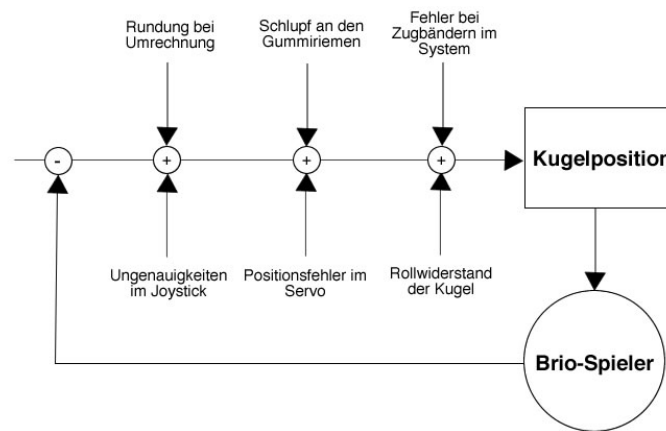 Rundung bei
Umrechnung
Schlupf an den
Gummiriemen
Fehler bei
Zugbändern im
System
-
+
+
+
Kugelposition
Ungenauigkeiten
im Joystick
Positionsfehler im
Servo
Rollwiderstand
der Kugel
Brio-Spieler